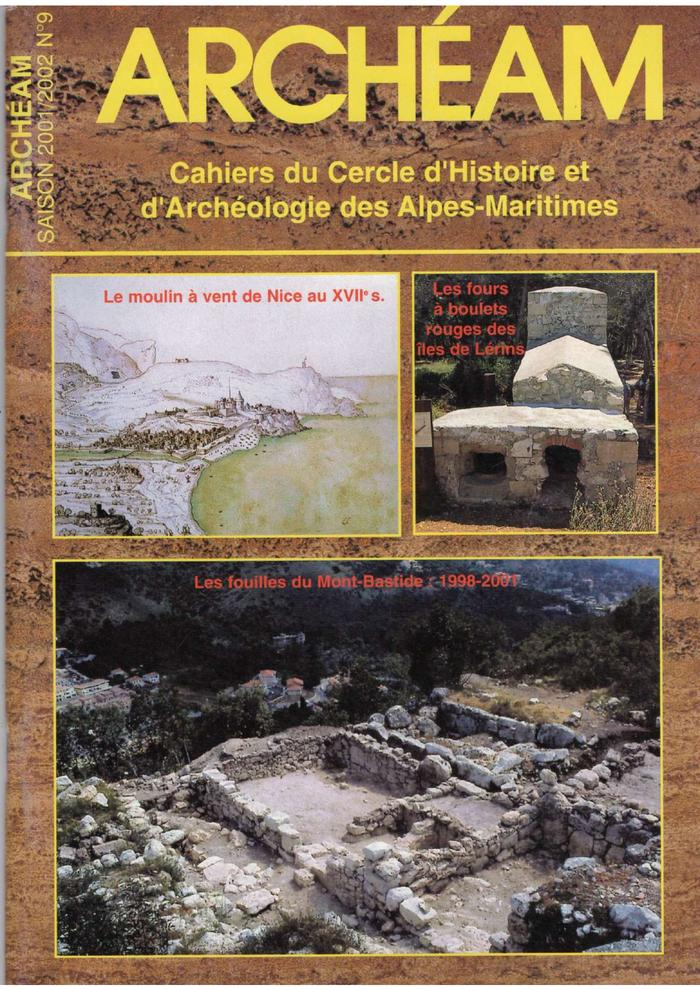 ARCHÉAM
SAISON 2001/2002 N°9
ARCHÉAM
Cahiers du Cercle d'Histoire et
d'Archéologie des Alpes-Maritimes
Le moulin à vent de Nice au XVII° s.
Les fours
à boulets
rouges des
îles de Lérins
Les fouilles du Mont-Bastide : 1998-2001